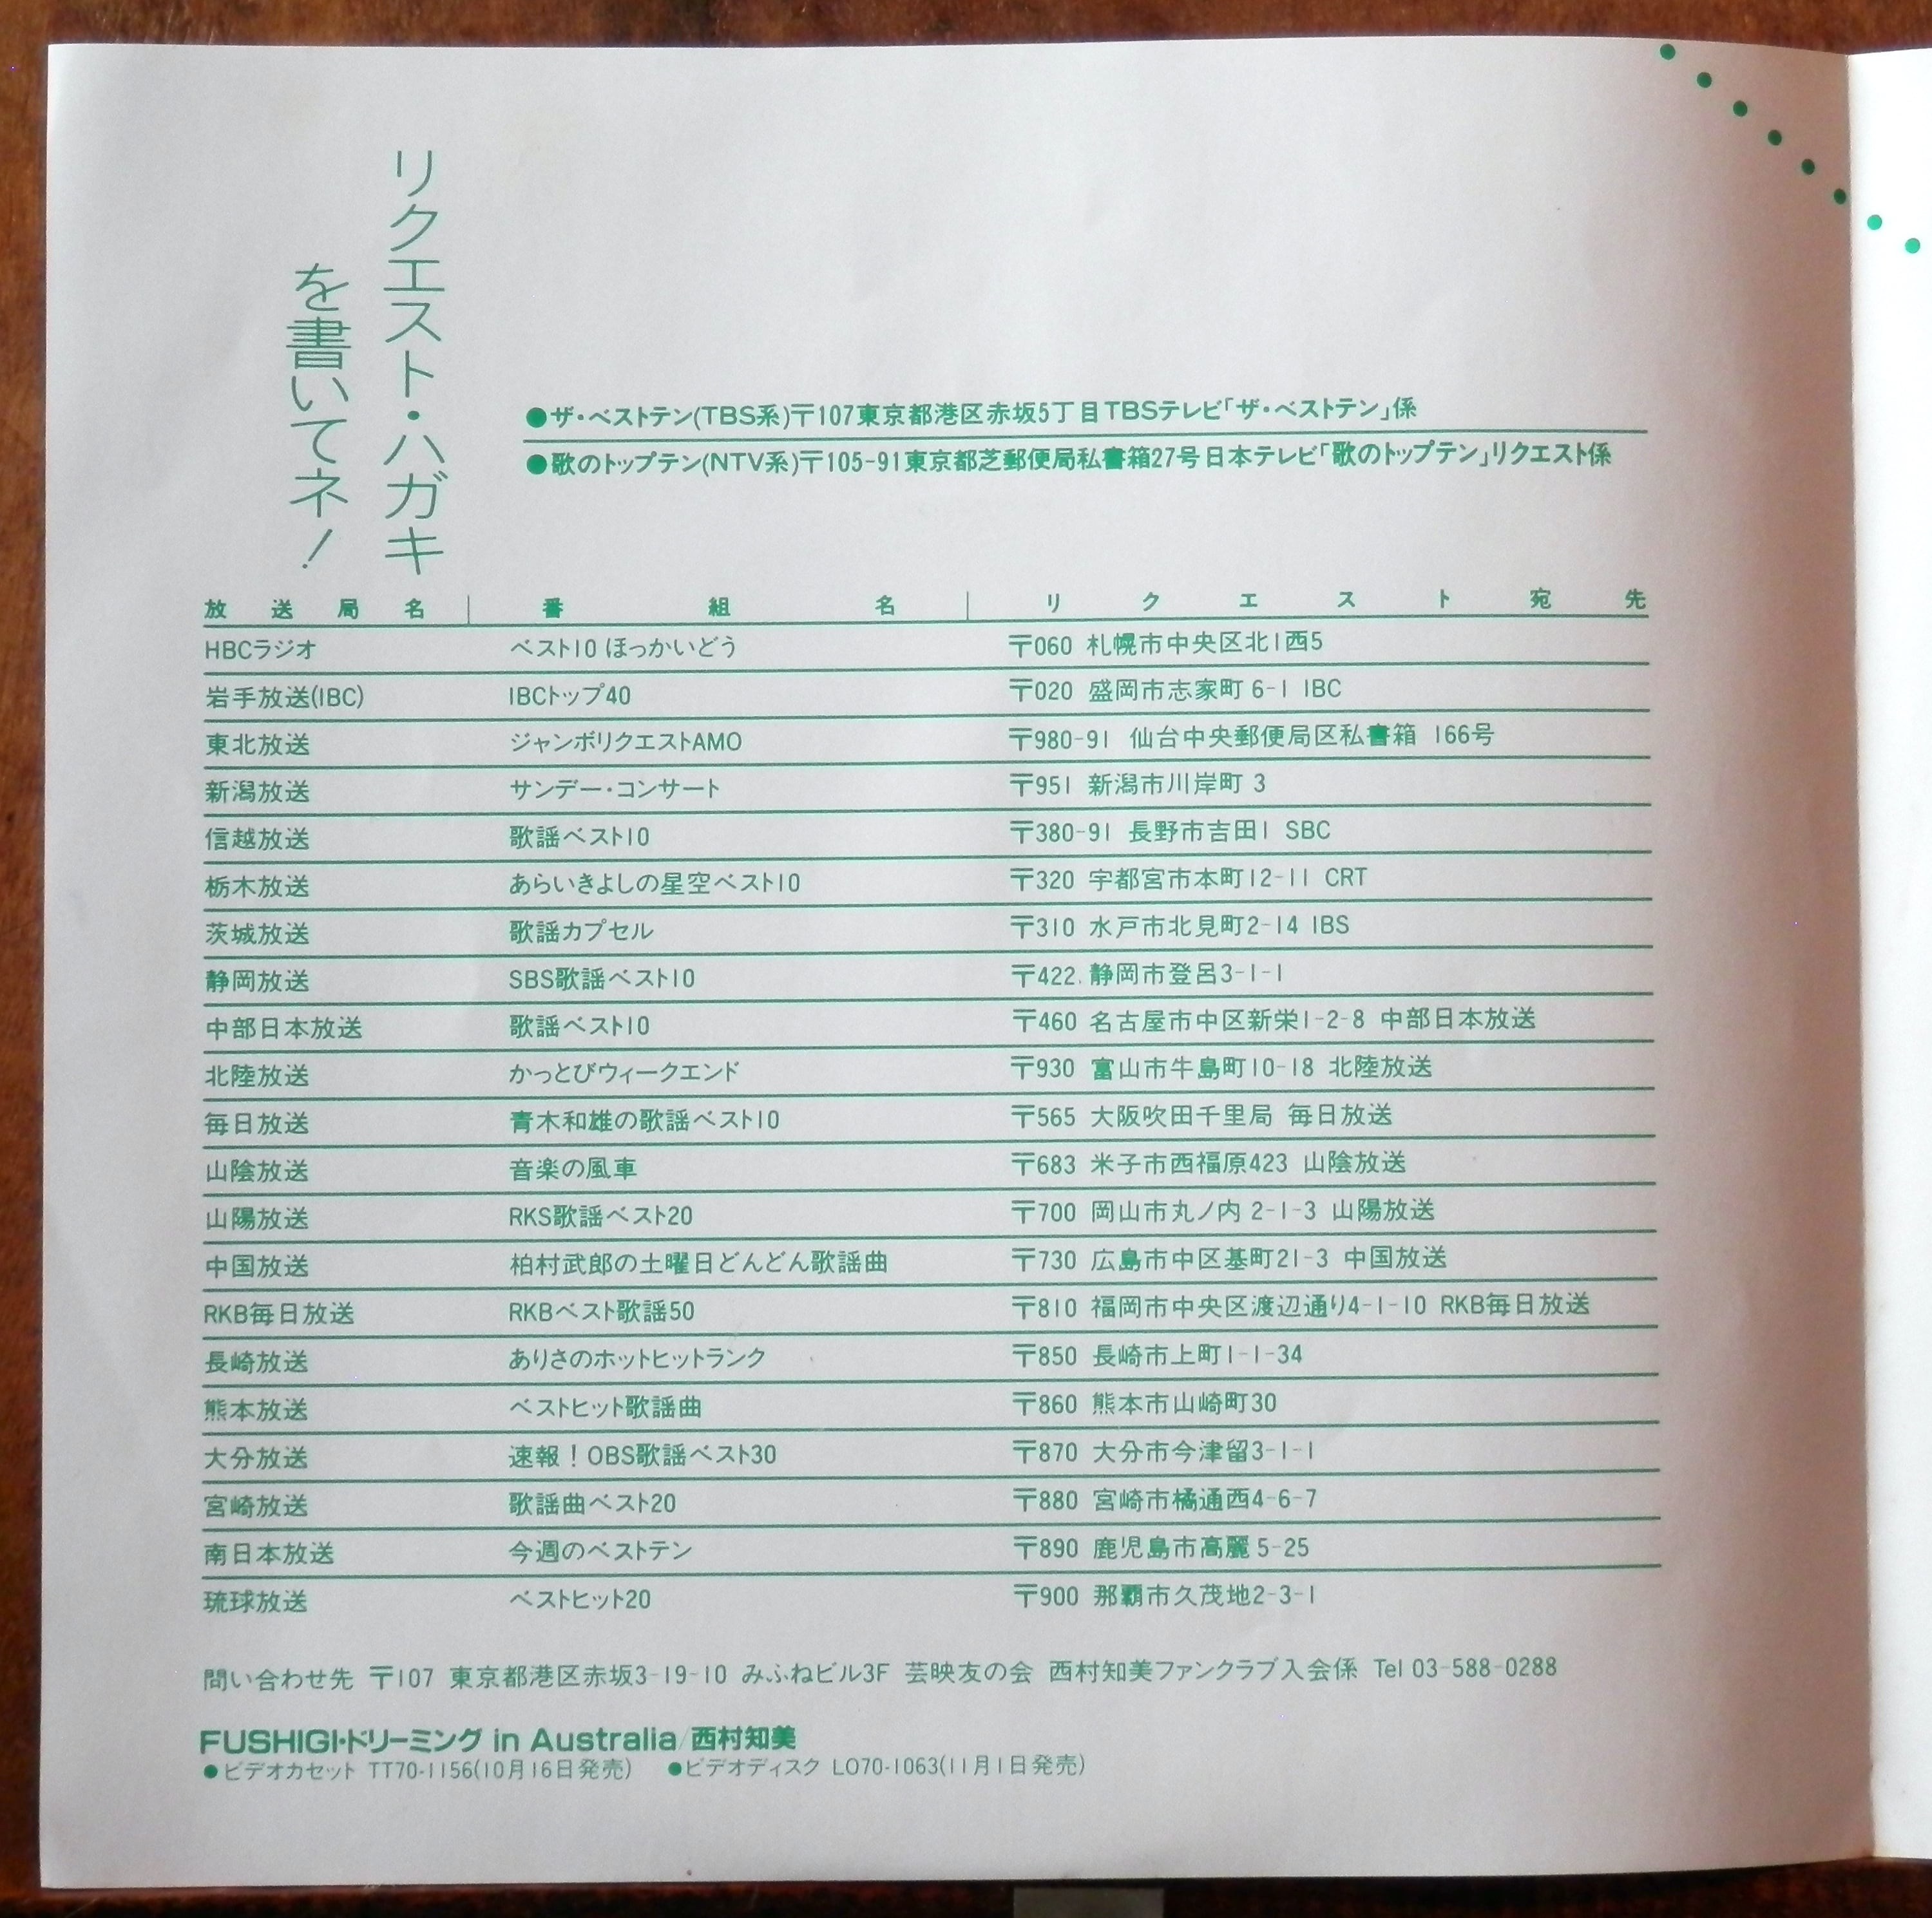 リクエスト・ハガキ
を書いてネ！
●ザ・ベストテン(TBS系)〒107東京都港区赤坂5丁目TBSテレビ「ザ・ベストテン」係
●歌のトップテン(NTV系)〒105-91東京都芝郵便局私書箱27号日本テレビ「歌のトップテン」リクエスト係
放送局名 番組名 リクエスト宛先
HBCラジオ ベスト10 ほっかいどう 〒060 札幌市中央区北1西5
岩手放送(IBC) IBCトップ40 〒020 盛岡市志家町6-1 IBC
東北放送 ジャンボリクエストAMO 〒980-91 仙台中央郵便局区私書箱 166号
新潟放送 サンデー・コンサート 〒951 新潟市川岸町3
信越放送 歌謡ベスト10 〒380-91 長野市吉田1 SBC
栃木放送 あらいきよしの星空ベスト10 〒320 宇都宮市本町12-11 CRT
茨城放送 歌謡カプセル 〒310 水戸市北見町2-14 IBS
静岡放送 SBS歌謡ベスト10 〒422 静岡市登呂3-1-1
中部日本放送 歌謡ベスト10 〒460 名古屋市中区新栄1-2-8 中部日本放送
北陸放送 かっとびウィークエンド 〒930 富山市牛島町10-18 北陸放送
毎日放送 青木和雄の歌謡ベスト10 〒565 大阪吹田千里局 毎日放送
山陰放送 音楽の風車 〒683 米子市西福原423 山陰放送
山陽放送 RKS歌謡ベスト20 〒700 岡山市丸ノ内2-1-3 山陽放送
中国放送 柏村武郎の土曜日どんどん歌謡曲 〒730 広島市中区基町21-3 中国放送
RKB毎日放送 RKBベスト歌謡50 〒810 福岡市中央区渡辺通り4-1-10 RKB毎日放送
長崎放送 ありさのホットヒットランク 〒850 長崎市上町1-1-34
熊本放送 ベストヒット歌謡曲 〒860 熊本市山崎町30
大分放送 速報！OBS歌謡ベスト30 〒870 大分市今津留3-1-1
宮崎放送 歌謡曲ベスト20 〒880 宮崎市橘通西4-6-7
南日本放送 今週のベストテン 〒890 鹿児島市高麗5-25
琉球放送 ベストヒット20 〒900 那覇市久茂地2-3-1
問い合わせ先 〒107 東京都港区赤坂3-19-10 みふねビル3F 芸映友の会 西村知美ファンクラブ入会係 Tel 03-588-0288
FUSHIGI・ドリーミング in Australia/西村知美
●ビデオカセット TT70-1156(10月16日発売) ●ビデオディスク LO70-1063(11月1日発売)